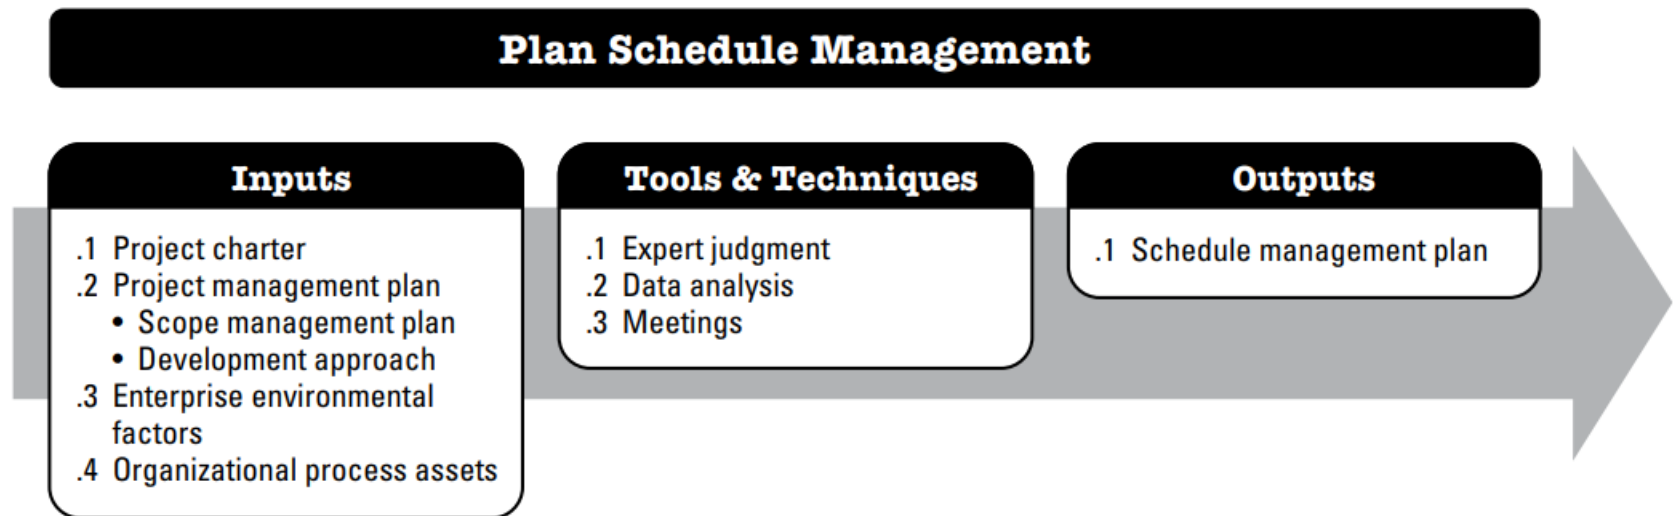 Plan Schedule Management
Inputs
.1 Project charter
.2 Project management plan
• Scope management plan
• Development approach
.3 Enterprise environmental
factors
.4 Organizational process assets
Tools & Techniques
.1 Expert judgment
.2 Data analysis
.3 Meetings
Outputs
.1 Schedule management plan